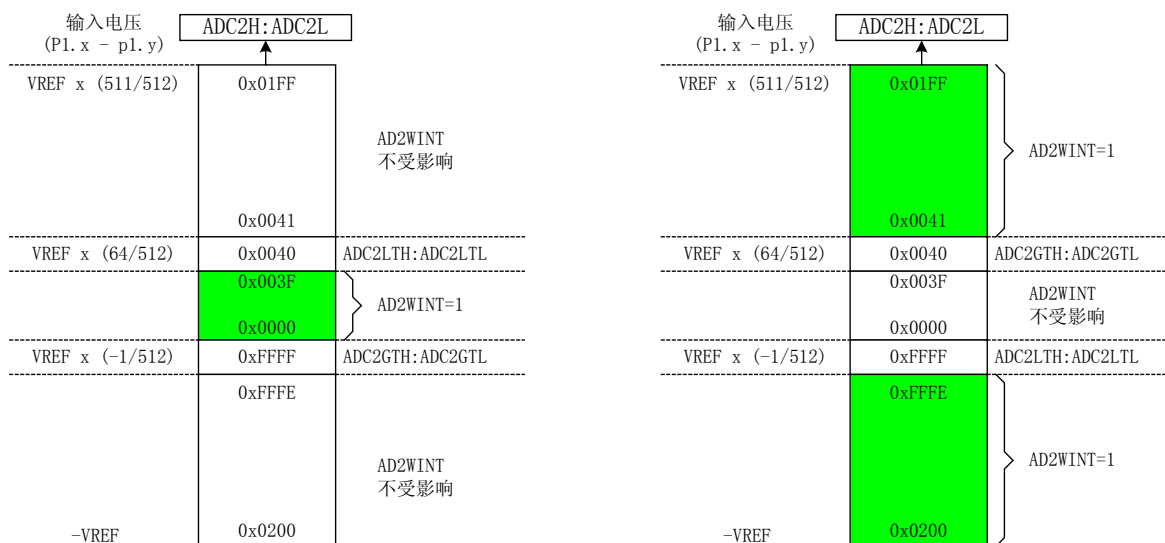 输入电压
(P1.x - p1.y)
ADC2H:ADC2L
VREF x (511/512)
0x01FF
AD2WINT
不受影响
0x0041
VREF x (64/512)
0x0040
ADC2LTH:ADC2LTL
0x003F
AD2WINT=1
0x0000
VREF x (-1/512)
0xFFFF
ADC2GTH:ADC2GTL
0xFFFE
AD2WINT
不受影响
-VREF
0x0200
输入电压
(P1.x - p1.y)
ADC2H:ADC2L
VREF x (511/512)
0x01FF
AD2WINT=1
0x0041
VREF x (64/512)
0x0040
ADC2GTH:ADC2GTL
0x003F
AD2WINT
不受影响
0x0000
VREF x (-1/512)
0xFFFF
ADC2LTH:ADC2LTL
0xFFFE
AD2WINT=1
-VREF
0x0200